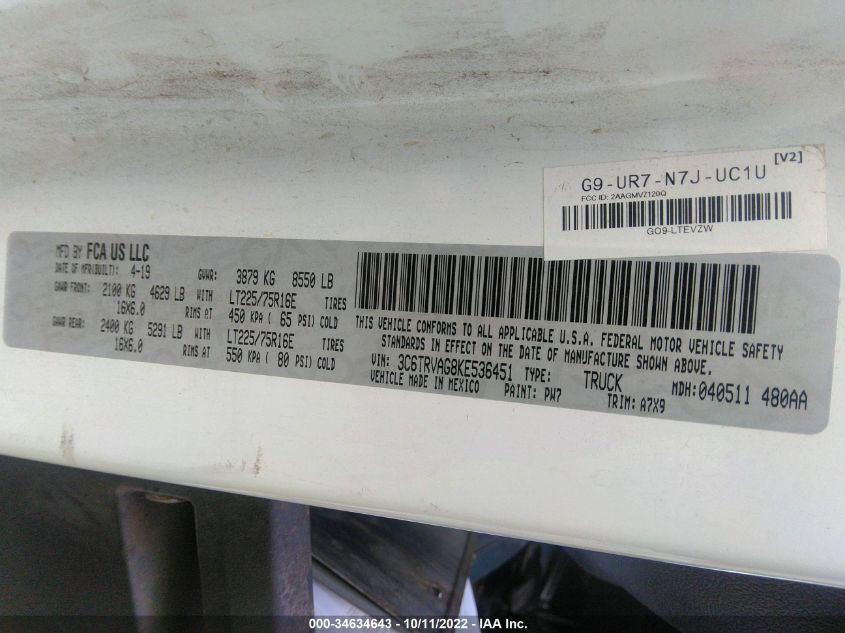 [V2]
G9-UR7-N7J-UC1U
FCC ID: 2AAGMVZ120Q
GO9-LTEVZW
MFD BY FCA US LLC
DATE OF MFR(BUILT): 4-19 GVWR: 3879 KG 8550 LB
GAWR FRONT: 2100 KG 4629 LB WITH LT225/75R16E TIRES
16X6.0 RIMS AT 450 KPA ( 65 PSI) COLD
GAWR REAR: 2400 KG 5291 LB WITH LT225/75R16E TIRES
16X6.0 RIMS AT 550 KPA ( 80 PSI) COLD
THIS VEHICLE CONFORMS TO ALL APPLICABLE U.S.A. FEDERAL MOTOR VEHICLE SAFETY
STANDARDS IN EFFECT ON THE DATE OF MANUFACTURE SHOWN ABOVE.
VIN: 3C6TRVAG8KE536451 TYPE: TRUCK MDH: 040511 480AA
VEHICLE MADE IN MEXICO PAINT: PW7 TRIM: A7X9
000-34634643 - 10/11/2022 - IAA Inc.